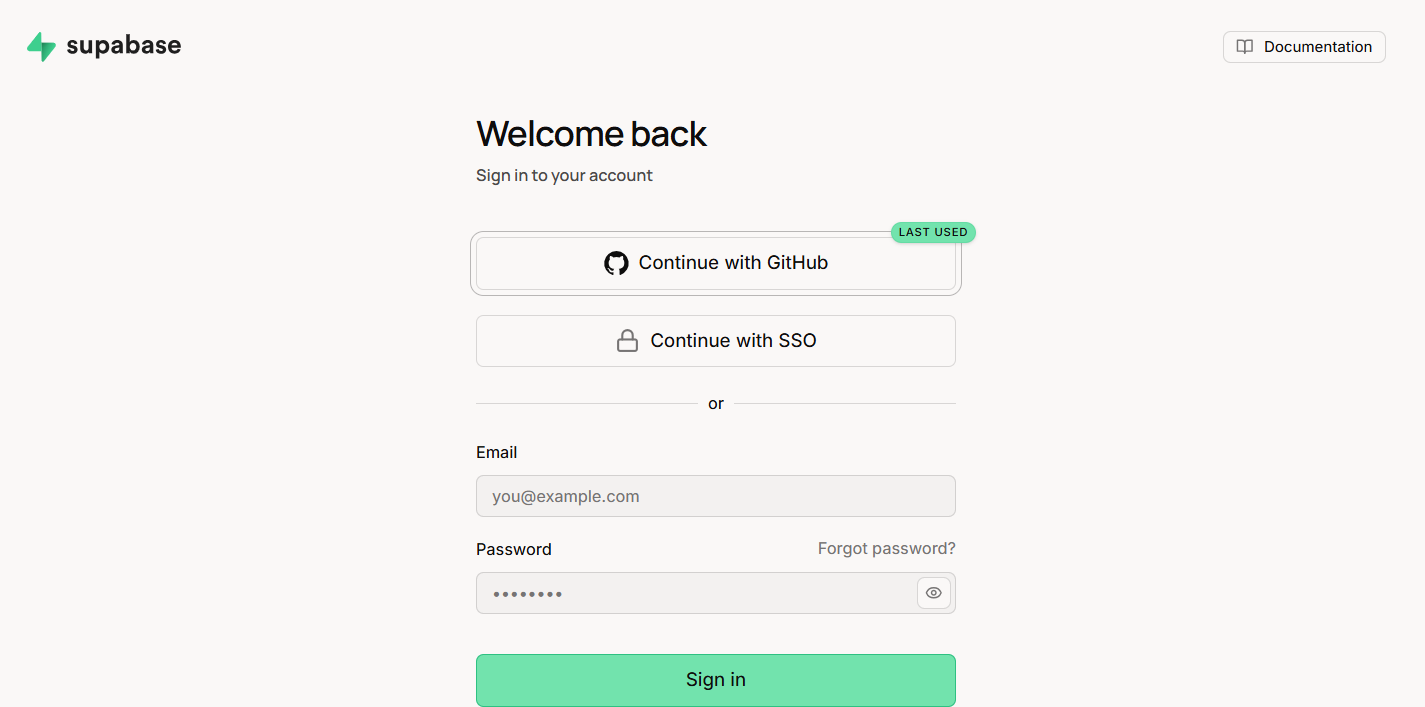 supabase
Documentation
Welcome back
Sign in to your account
LAST USED
Continue with GitHub
Continue with SSO
or
Email
you@example.com
Password
Forgot password?
••••••••
Sign in